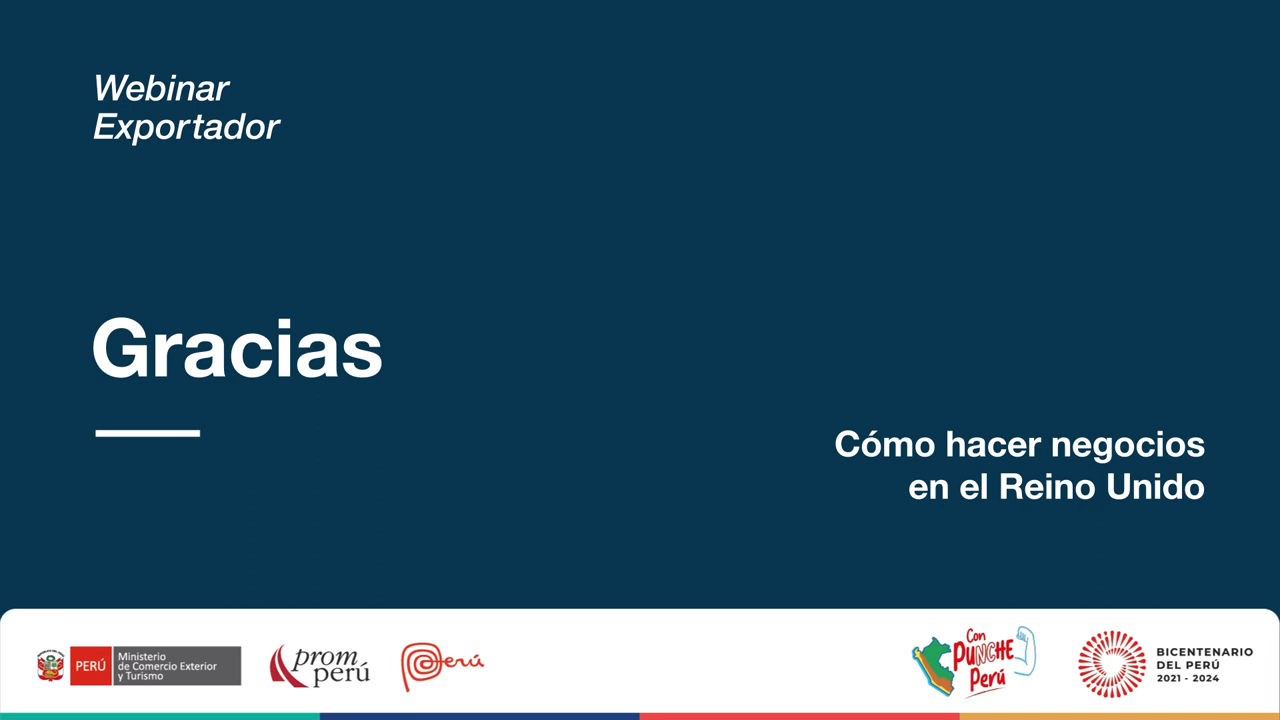 Webinar
Exportador
Gracias
Cómo hacer negocios
en el Reino Unido
PERÚ
Ministerio
de Comercio Exterior
y Turismo
prom
perú
Perú
Con
PUNCHE
Perú
BICENTENARIO
DEL PERÚ
2021 - 2024